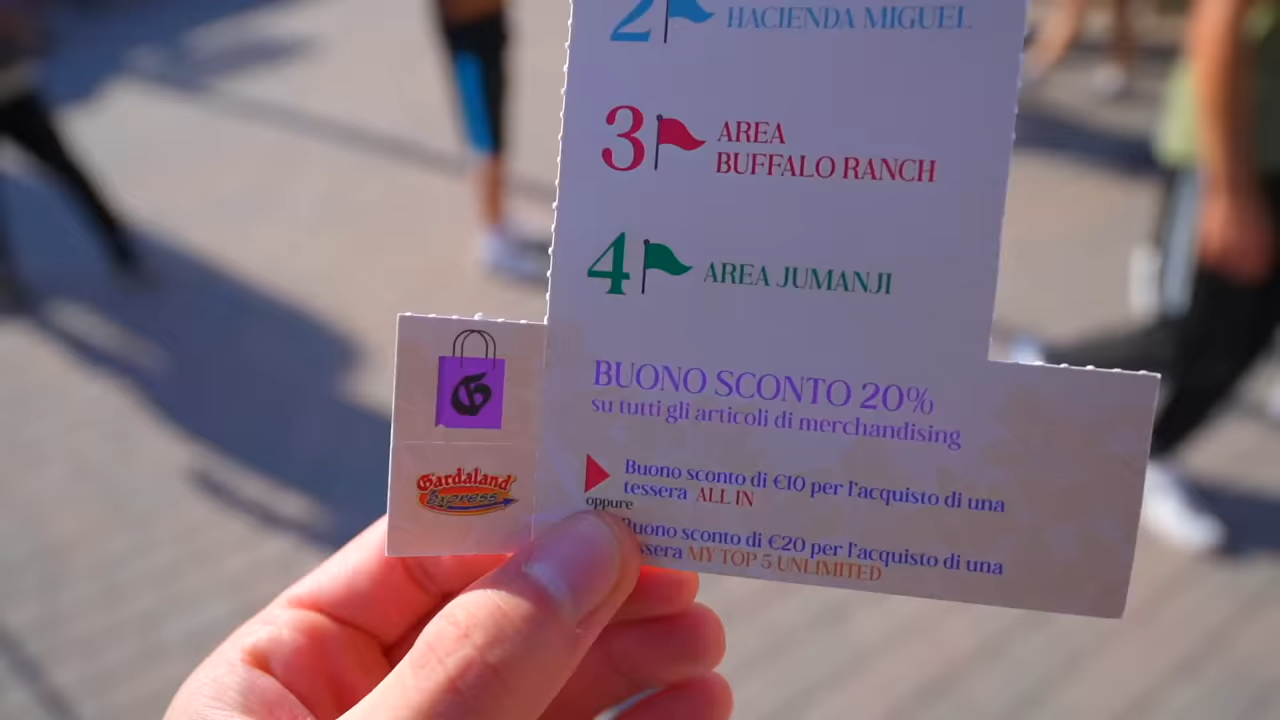 2 HACIENDA MIGUEL
3 AREA
BUFFALO RANCH
4 AREA JUMANJI
BUONO SCONTO 20%
su tutti gli articoli di merchandising
Buono sconto di €10 per l'acquisto di una
tessera ALL IN
oppure
Buono sconto di €20 per l'acquisto di una
MY TOP 5 UNLIMITED
G
Gardaland
Express